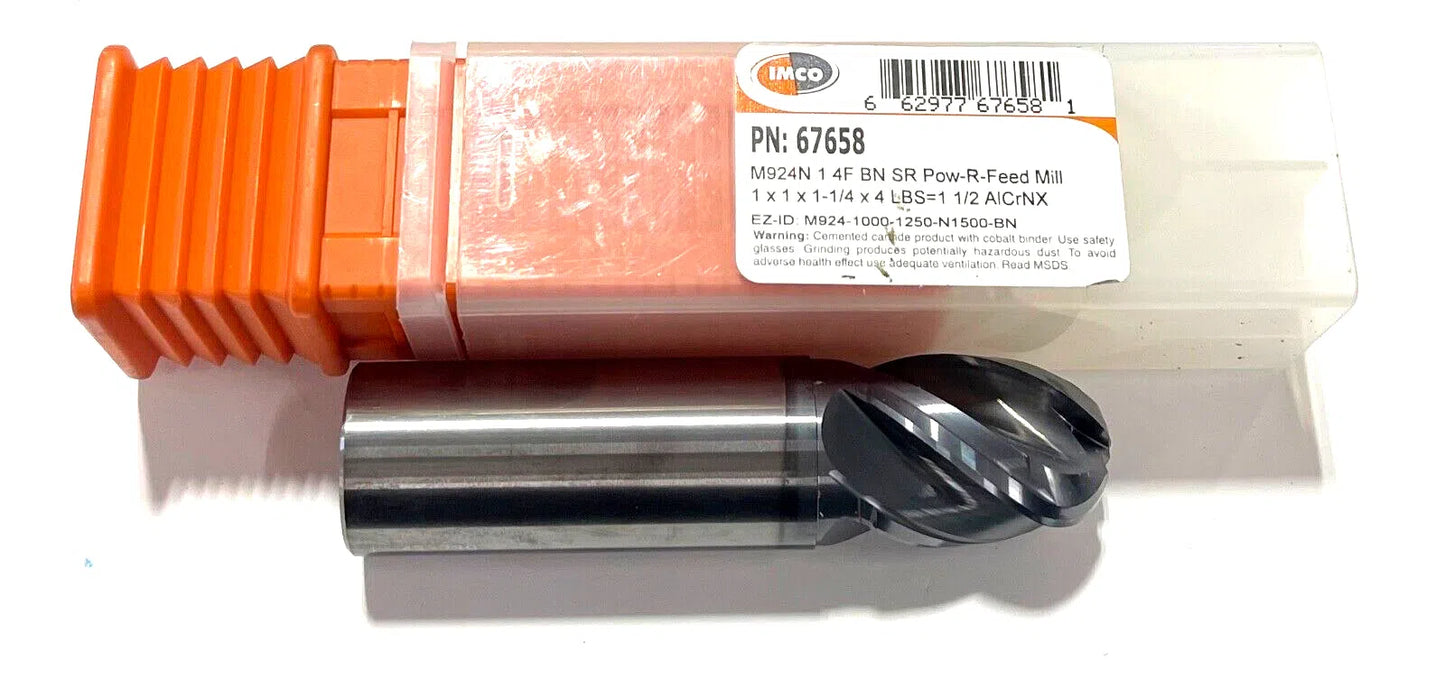 IMCO
6 62977 67658 1
PN: 67658
M924N 1 4F BN SR Pow-R-Feed Mill
1 x 1 x 1-1/4 x 4 LBS=1 1/2 AlCrNX
EZ-ID: M924-1000-1250-N1500-BN
Warning: Cemented carbide product with cobalt binder. Use safety
glasses. Grinding produces potentially hazardous dust. To avoid
adverse health effect use adequate ventilation. Read MSDS